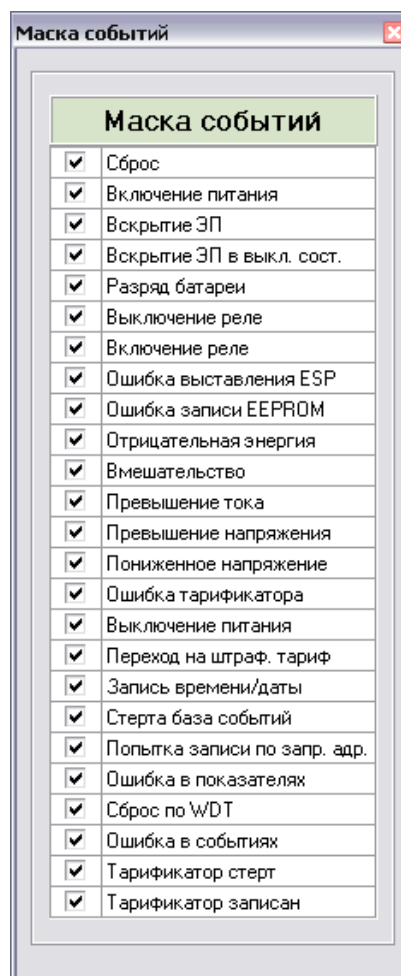 Маска событий
Маска событий
Сброс
Включение питания
Вскрытие ЭП
Вскрытие ЭП в выкл. сост.
Разряд батареи
Выключение реле
Включение реле
Ошибка выставления ESP
Ошибка записи EEPROM
Отрицательная энергия
Вмешательство
Превышение тока
Превышение напряжения
Пониженное напряжение
Ошибка тарификатора
Выключение питания
Переход на штраф. тариф
Запись времени/даты
Стерта база событий
Попытка записи по запр. адр.
Ошибка в показателях
Сброс по WDT
Ошибка в событиях
Тарификатор стерт
Тарификатор записан